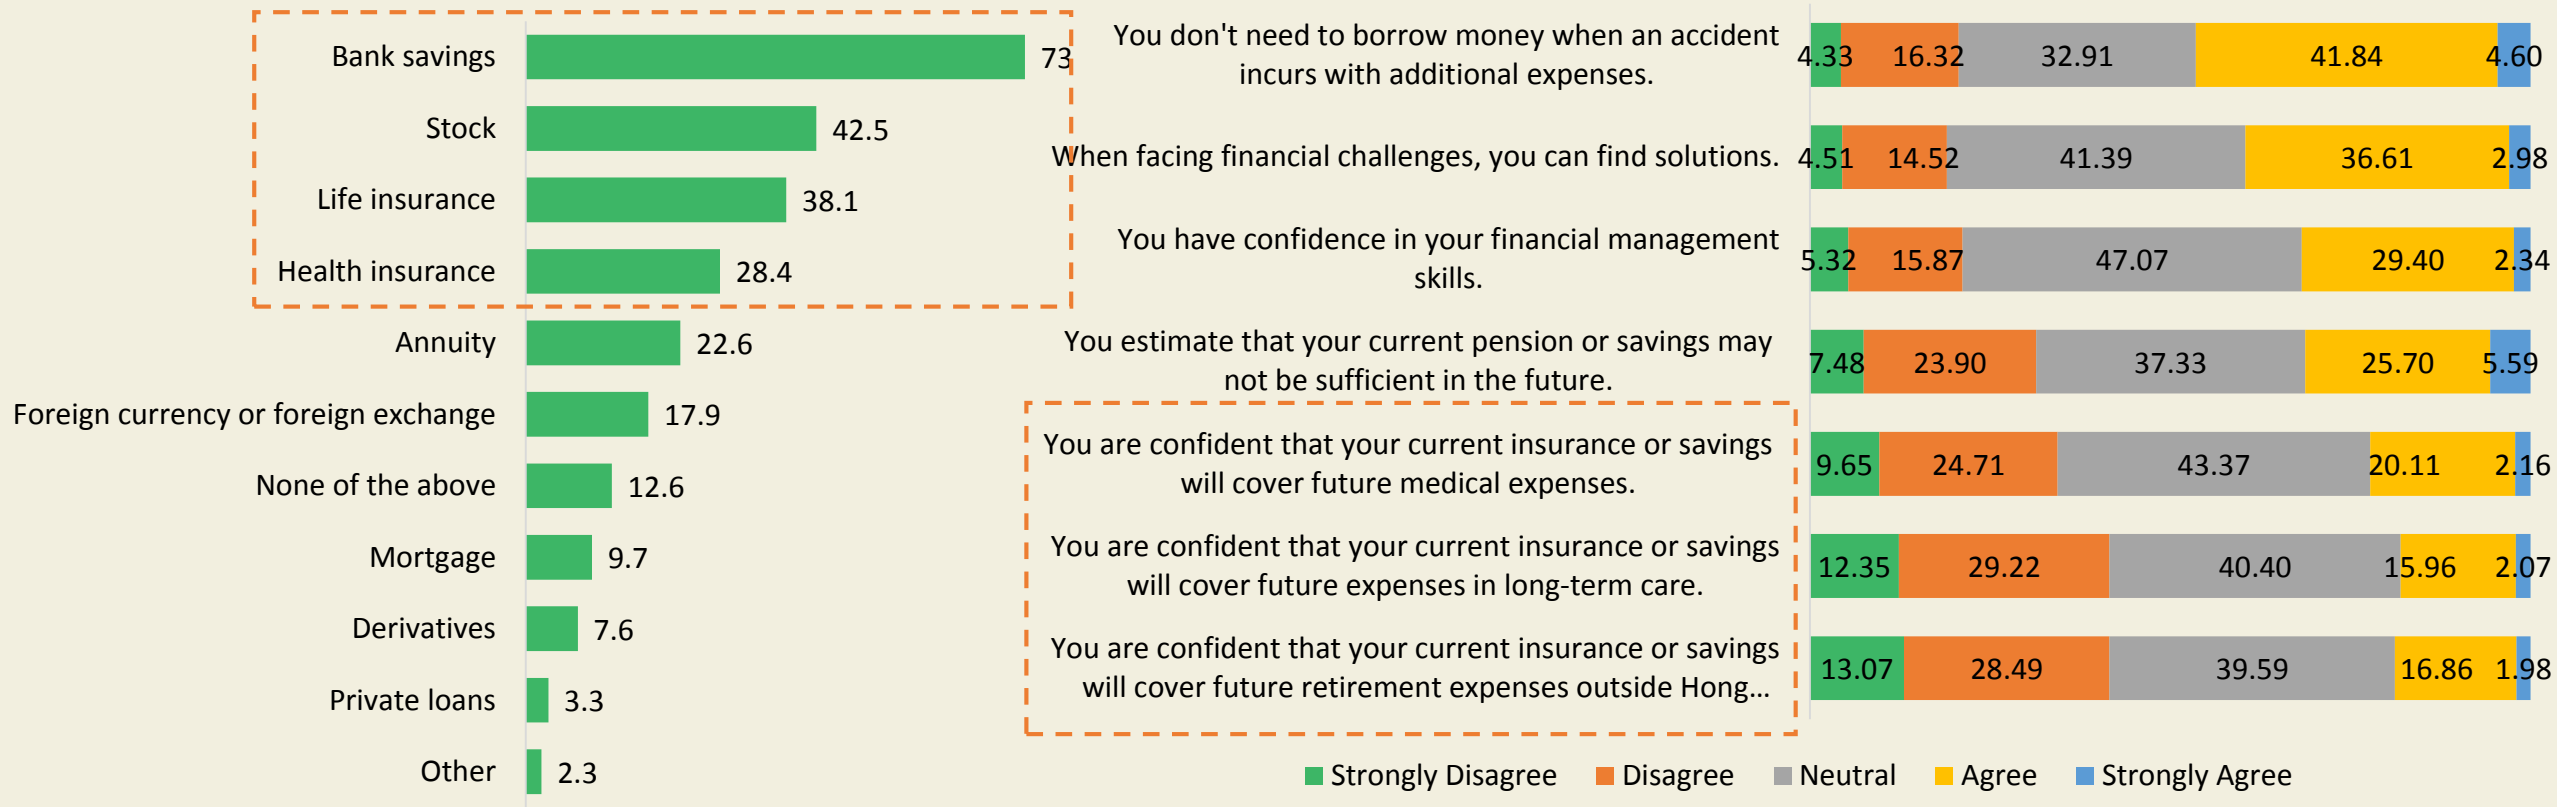 Bank savings 73
Stock 42.5
Life insurance 38.1
Health insurance 28.4
Annuity 22.6
Foreign currency or foreign exchange 17.9
None of the above 12.6
Mortgage 9.7
Derivatives 7.6
Private loans 3.3
Other 2.3
You don't need to borrow money when an accident
incurs with additional expenses.
4.33 16.32 32.91 41.84 4.60
When facing financial challenges, you can find solutions.
4.51 14.52 41.39 36.61 2.98
You have confidence in your financial management
skills.
5.32 15.87 47.07 29.40 2.34
You estimate that your current pension or savings may
not be sufficient in the future.
7.48 23.90 37.33 25.70 5.59
You are confident that your current insurance or savings
will cover future medical expenses.
9.65 24.71 43.37 20.11 2.16
You are confident that your current insurance or savings
will cover future expenses in long-term care.
12.35 29.22 40.40 15.96 2.07
You are confident that your current insurance or savings
will cover future retirement expenses outside Hong...
13.07 28.49 39.59 16.86 1.98
Strongly Disagree Disagree Neutral Agree Strongly Agree